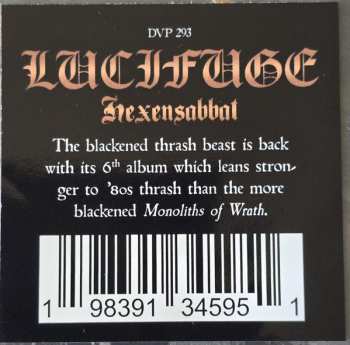 DVP 293
LUCIFUGE
Hexensabbat
The blackened thrash beast is back
with its 6th album which leans stron-
ger to '80s thrash than the more
blackened Monoliths of Wrath.
1 98391 34595 1